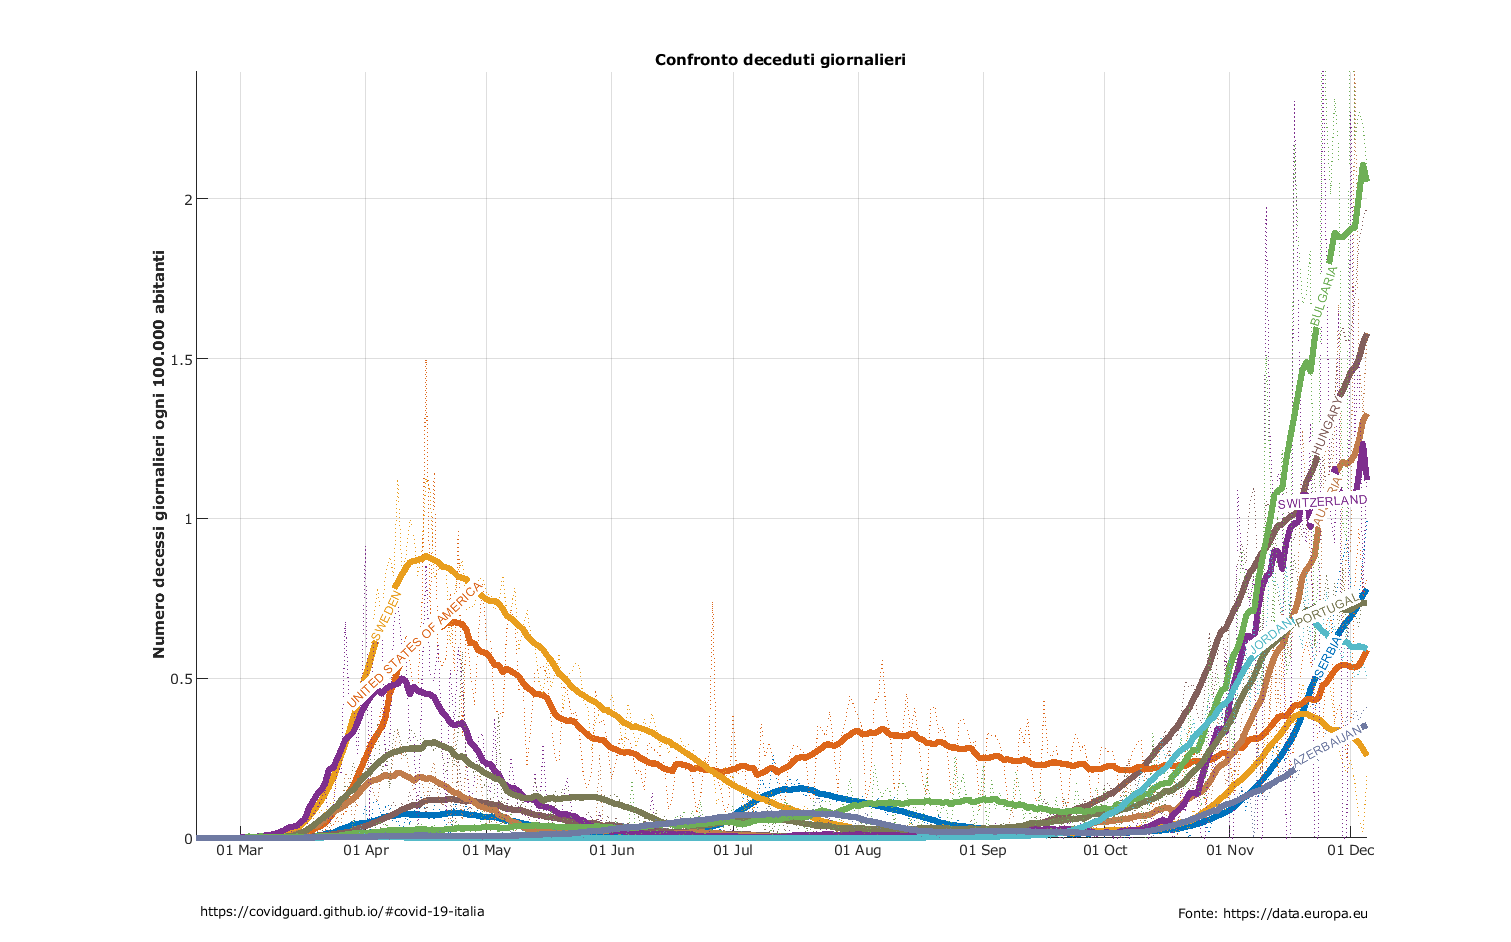 Confronto deceduti giornalieri
Numero decessi giornalieri ogni 100.000 abitanti
2
1.5
1
0.5
0
BULGARIA
HUNGARY
AUSTRIA
SWITZERLAND
SWEDEN
UNITED STATES OF AMERICA
JORDAN
PORTUGAL
SERBIA
AZERBAIJAN
01 Mar
01 Apr
01 May
01 Jun
01 Jul
01 Aug
01 Sep
01 Oct
01 Nov
01 Dec
https://covidguard.github.io/#covid-19-italia
Fonte: https://data.europa.eu